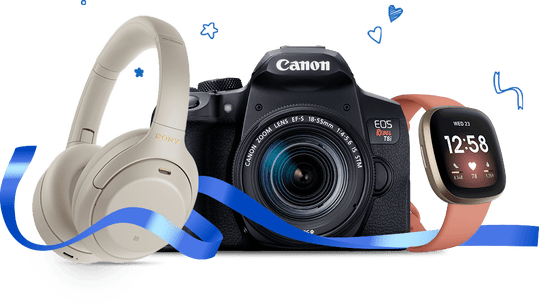 SONY
Canon
EOS
Rebel
T8i
CANON ZOOM LENS EF-S 18-55mm 1:4-5.6 IS STM
WED 23
12:58